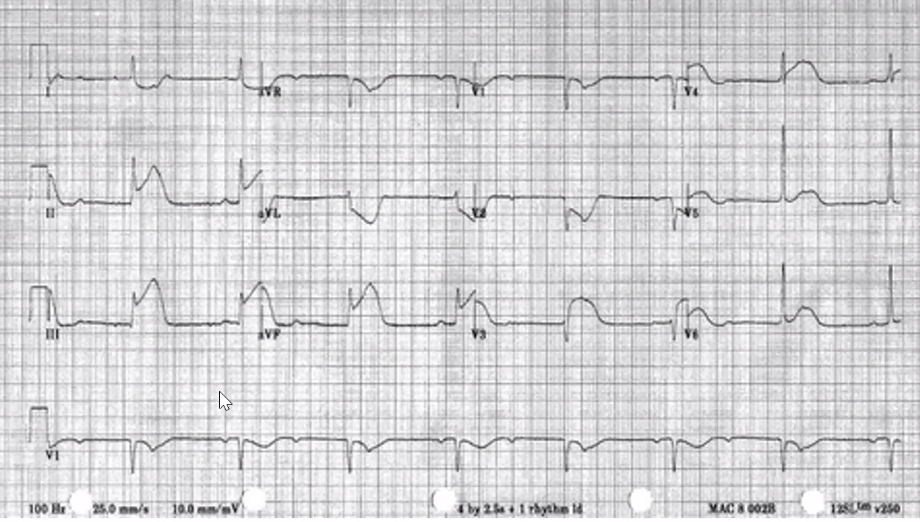 I aVR V1 V4
II aVL V2 V5
III aVF V3 V6
V1
100 Hz 25.0 mm/s 10.0 mm/mV 4 by 2.5s + 1 rhythm ld MAC 8 002B